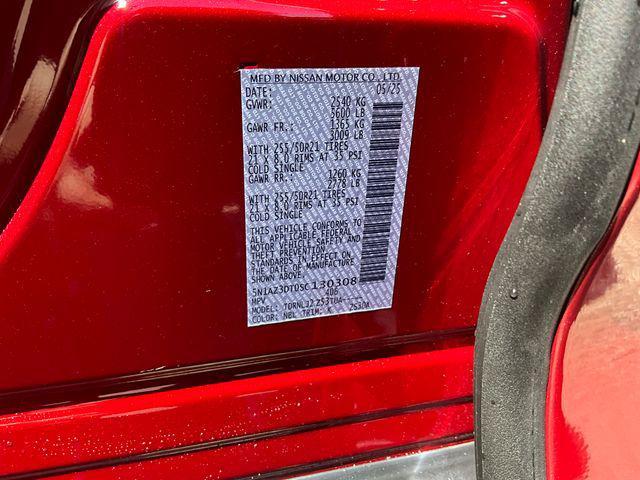 MFD BY NISSAN MOTOR CO., LTD.
DATE: 05/25
GVWR: 2540 KG
5600 LB
GAWR FR.: 1365 KG
3009 LB
WITH 255/50R21 TIRES
21 X 8.0 RIMS AT 35 PSI
COLD SINGLE
GAWR RR.: 1260 KG
2778 LB
WITH 255/50R21 TIRES
21 X 8.0 RIMS AT 35 PSI
COLD SINGLE
THIS VEHICLE CONFORMS TO
ALL APPLICABLE FEDERAL
MOTOR VEHICLE SAFETY AND
THEFT PREVENTION
STANDARDS IN EFFECT ON
THE DATE OF MANUFACTURE
SHOWN ABOVE.
5N1AZ3DT0SC130308
MPV 406
MODEL:
COLOR: NBL TRIM: K